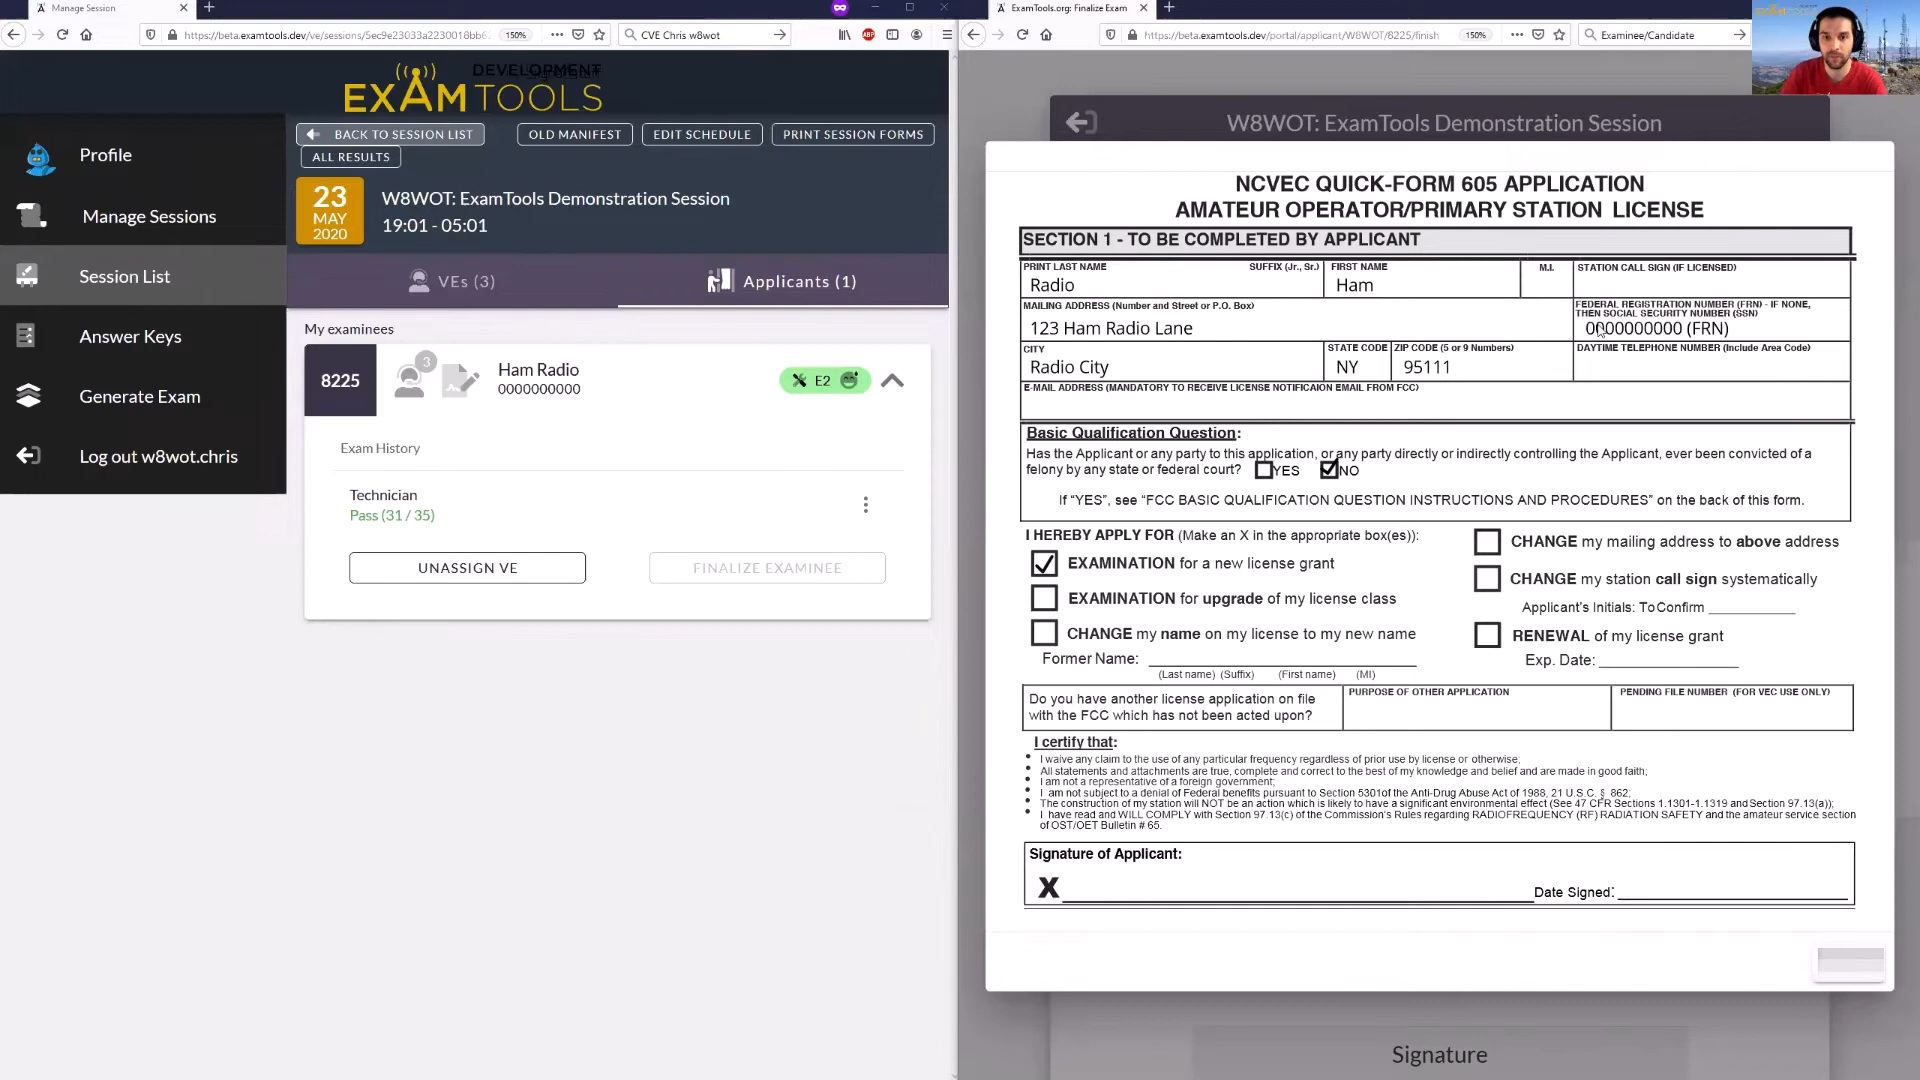 Manage Session
https://beta.examtools.dev/ve/sessions/5ec9e23033a2230018bb6
150%
CVE Chris w8wot
DEVELOPMENT
EXAMTOOLS
BACK TO SESSION LIST
OLD MANIFEST
EDIT SCHEDULE
PRINT SESSION FORMS
ALL RESULTS
Profile
Manage Sessions
Session List
Answer Keys
Generate Exam
Log out w8wot.chris
23
MAY
2020
W8WOT: ExamTools Demonstration Session
19:01 - 05:01
VEs (3)
Applicants (1)
My examinees
8225
3
Ham Radio
0000000000
E2
Exam History
Technician
Pass (31 / 35)
UNASSIGN VE
FINALIZE EXAMINEE
ExamTools.org: Finalize Exam
https://beta.examtools.dev/portal/applicant/W8WOT/8225/finish
150%
Examinee/Candidate
W8WOT: ExamTools Demonstration Session
NCVEC QUICK-FORM 605 APPLICATION
AMATEUR OPERATOR/PRIMARY STATION LICENSE
SECTION 1 - TO BE COMPLETED BY APPLICANT
PRINT LAST NAME SUFFIX (Jr., Sr.) FIRST NAME M.I. STATION CALL SIGN (IF LICENSED)
Radio Ham
MAILING ADDRESS (Number and Street or P.O. Box) FEDERAL REGISTRATION NUMBER (FRN) - IF NONE,
THEN SOCIAL SECURITY NUMBER (SSN)
123 Ham Radio Lane 0000000000 (FRN)
CITY STATE CODE ZIP CODE (5 or 9 Numbers) DAYTIME TELEPHONE NUMBER (Include Area Code)
Radio City NY 95111
E-MAIL ADDRESS (MANDATORY TO RECEIVE LICENSE NOTIFICAION EMAIL FROM FCC)
Basic Qualification Question:
Has the Applicant or any party to this application, or any party directly or indirectly controlling the Applicant, ever been convicted of a
felony by any state or federal court? YES NO
If “YES”, see “FCC BASIC QUALIFICATION QUESTION INSTRUCTIONS AND PROCEDURES” on the back of this form.
I HEREBY APPLY FOR (Make an X in the appropriate box(es)):
EXAMINATION for a new license grant
EXAMINATION for upgrade of my license class
CHANGE my name on my license to my new name
Former Name:
(Last name) (Suffix) (First name) (MI)
CHANGE my mailing address to above address
CHANGE my station call sign systematically
Applicant's Initials: To Confirm
RENEWAL of my license grant
Exp. Date:
Do you have another license application on file
with the FCC which has not been acted upon?
PURPOSE OF OTHER APPLICATION
PENDING FILE NUMBER (FOR VEC USE ONLY)
I certify that:
I waive any claim to the use of any particular frequency regardless of prior use by license or otherwise;
All statements and attachments are true, complete and correct to the best of my knowledge and belief and are made in good faith;
I am not a representative of a foreign government;
I am not subject to a denial of Federal benefits pursuant to Section 5301of the Anti-Drug Abuse Act of 1988, 21 U.S.C. § 862;
The construction of my station will NOT be an action which is likely to have a significant environmental effect (See 47 CFR Sections 1.1301-1.1319 and Section 97.13(a));
I have read and WILL COMPLY with Section 97.13(c) of the Commission's Rules regarding RADIOFREQUENCY (RF) RADIATION SAFETY and the amateur service section
of OST/OET Bulletin # 65.
Signature of Applicant:
X
Date Signed:
Signature